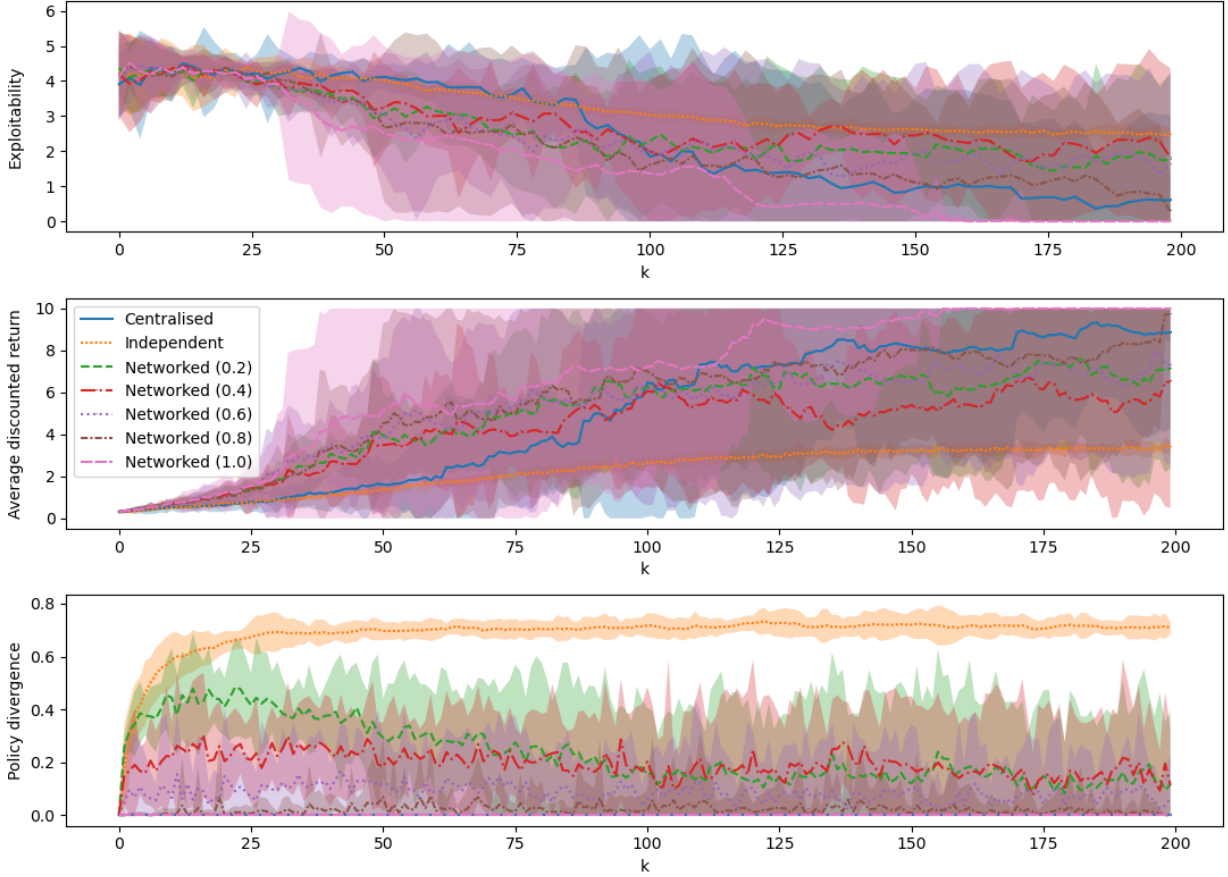 6
5
4
3
2
1
0
Exploitability
0 25 50 75 100 125 150 175 200
k
10
8
6
4
2
0
Average discounted return
Centralised
Independent
Networked (0.2)
Networked (0.4)
Networked (0.6)
Networked (0.8)
Networked (1.0)
0 25 50 75 100 125 150 175 200
k
0.8
0.6
0.4
0.2
0.0
Policy divergence
0 25 50 75 100 125 150 175 200
k